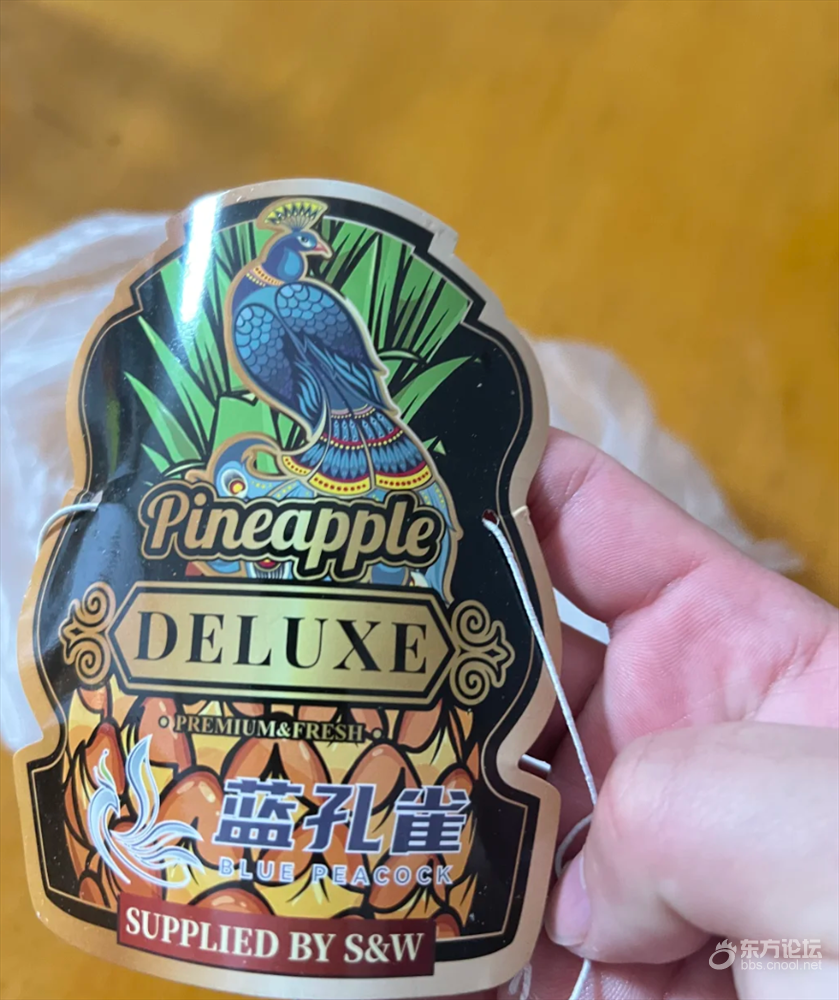 Pineapple
DELUXE
• PREMIUM&FRESH •
蓝孔雀
BLUE PEACOCK
SUPPLIED BY S&W
东方论坛
bbs.cnool.net